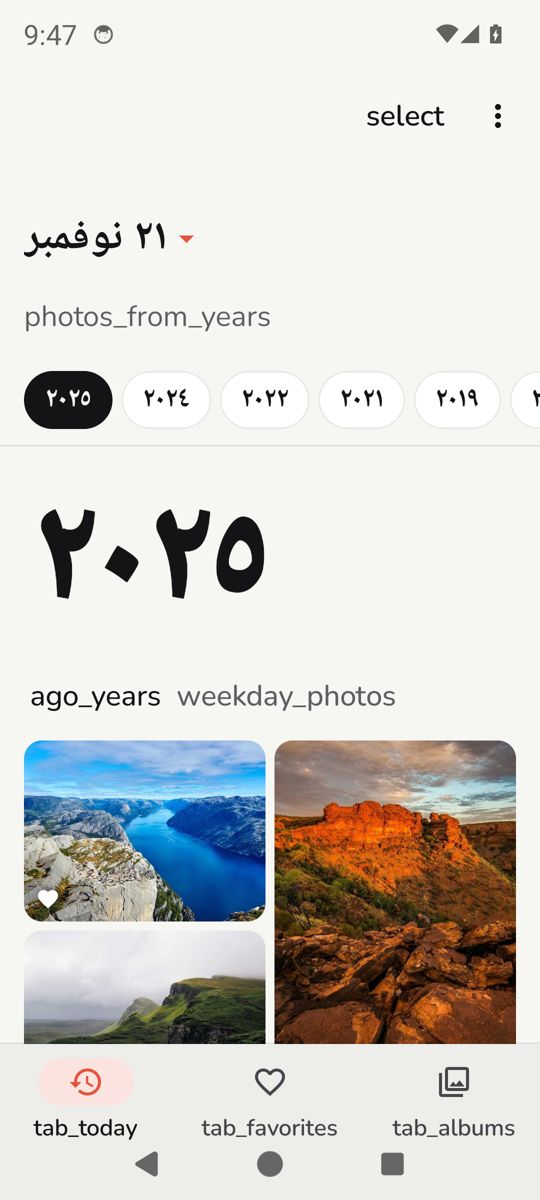 9:47
select
٢١ نوفمبر
photos_from_years
٢٠٢٥ ٢٠٢٤ ٢٠٢٢ ٢٠٢١ ٢٠١٩
٢٠٢٥
ago_years weekday_photos
tab_today tab_favorites tab_albums